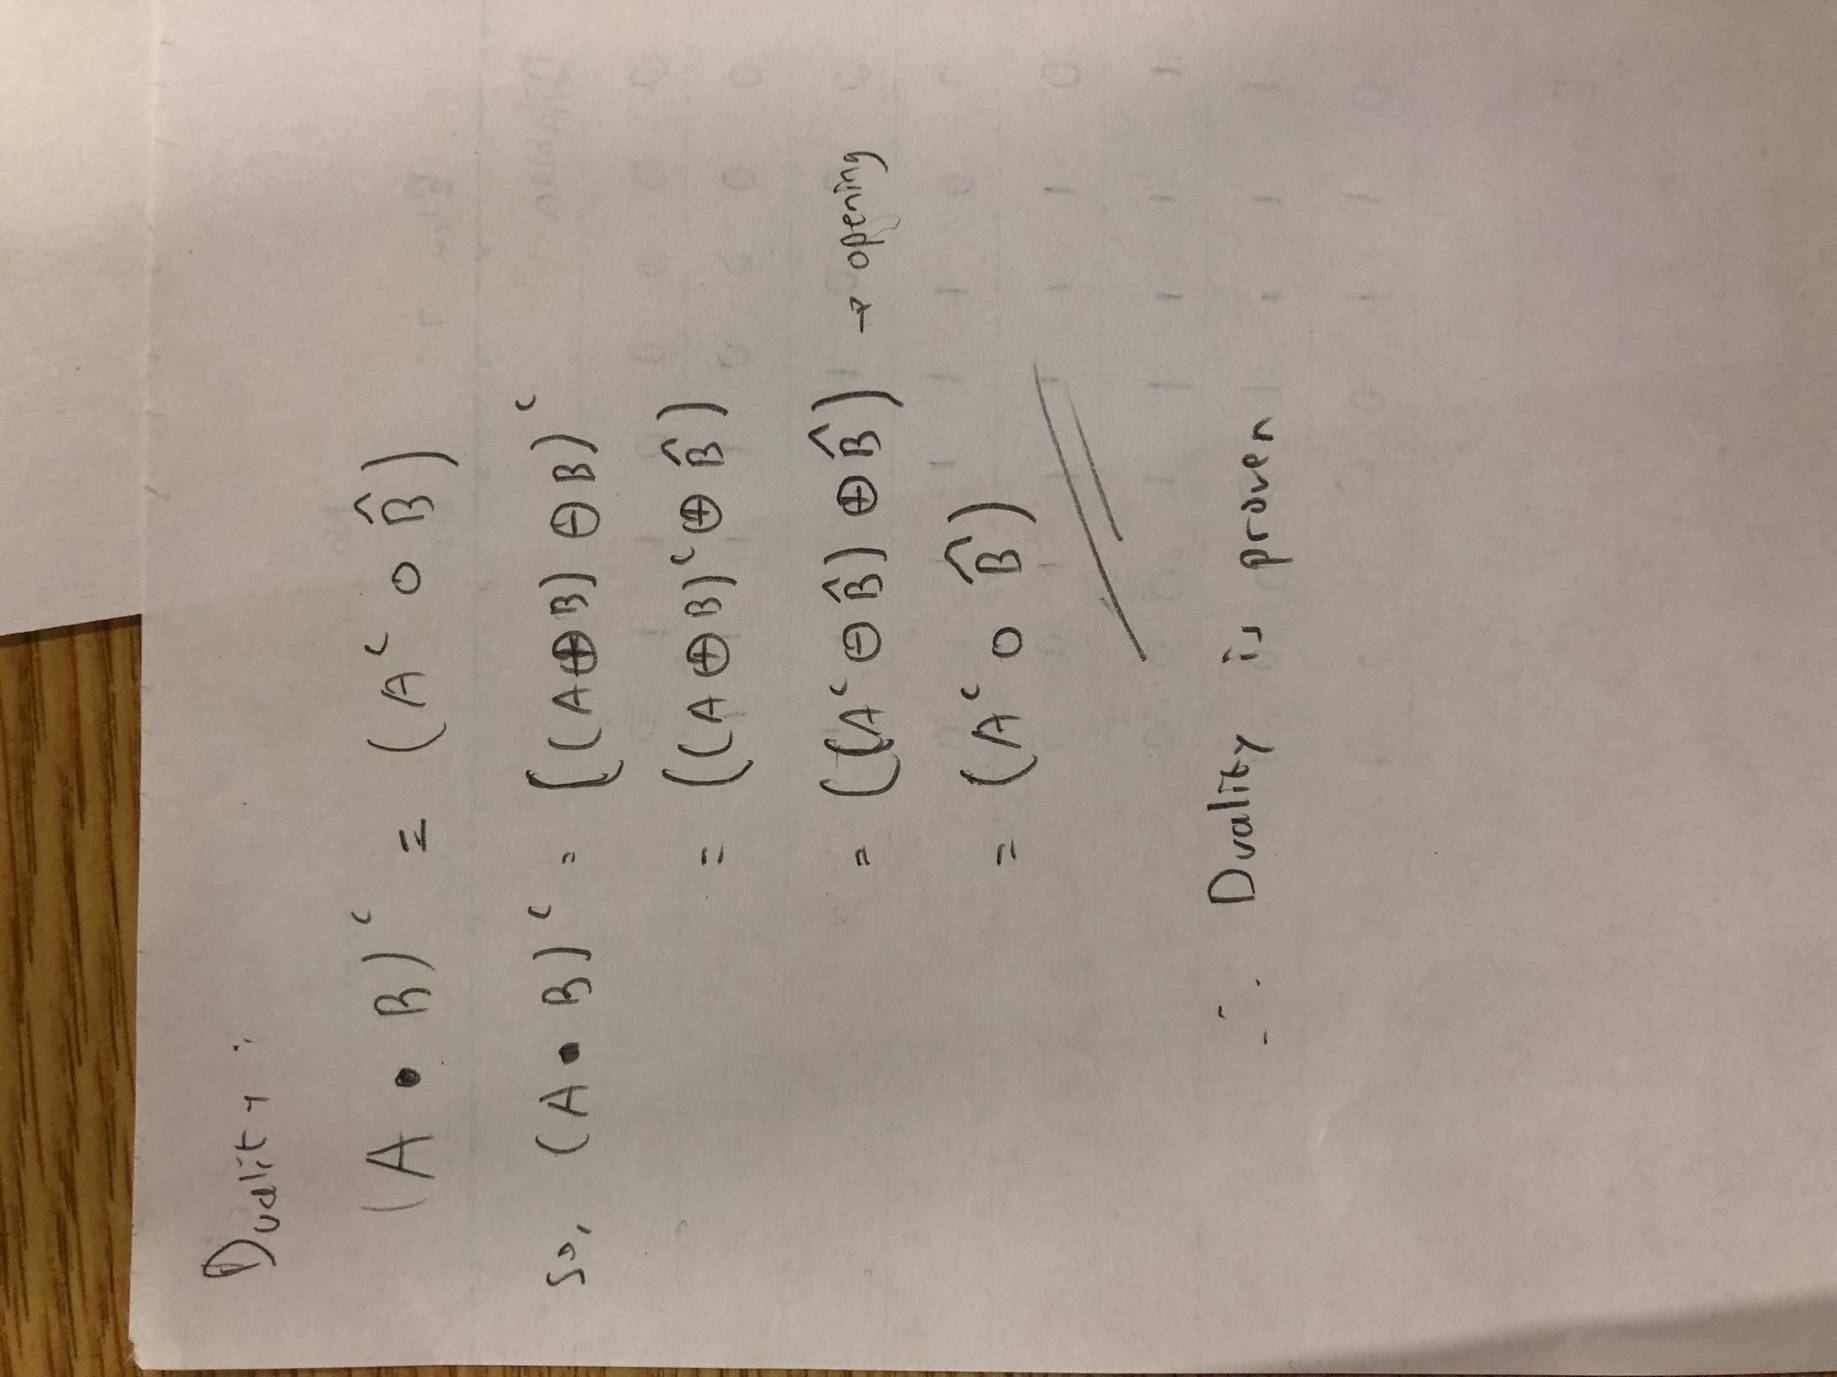 Duality:
(A • B)ᶜ = (Aᶜ ∘ B̂)
So, (A • B)ᶜ = [(A ⊕ B) ⊖ B)ᶜ
= ((A ⊕ B)ᶜ ⊕ B̂)
= ((Aᶜ ⊖ B̂) ⊕ B̂) → opening
= (Aᶜ ∘ B̂)
∴ Duality is proven